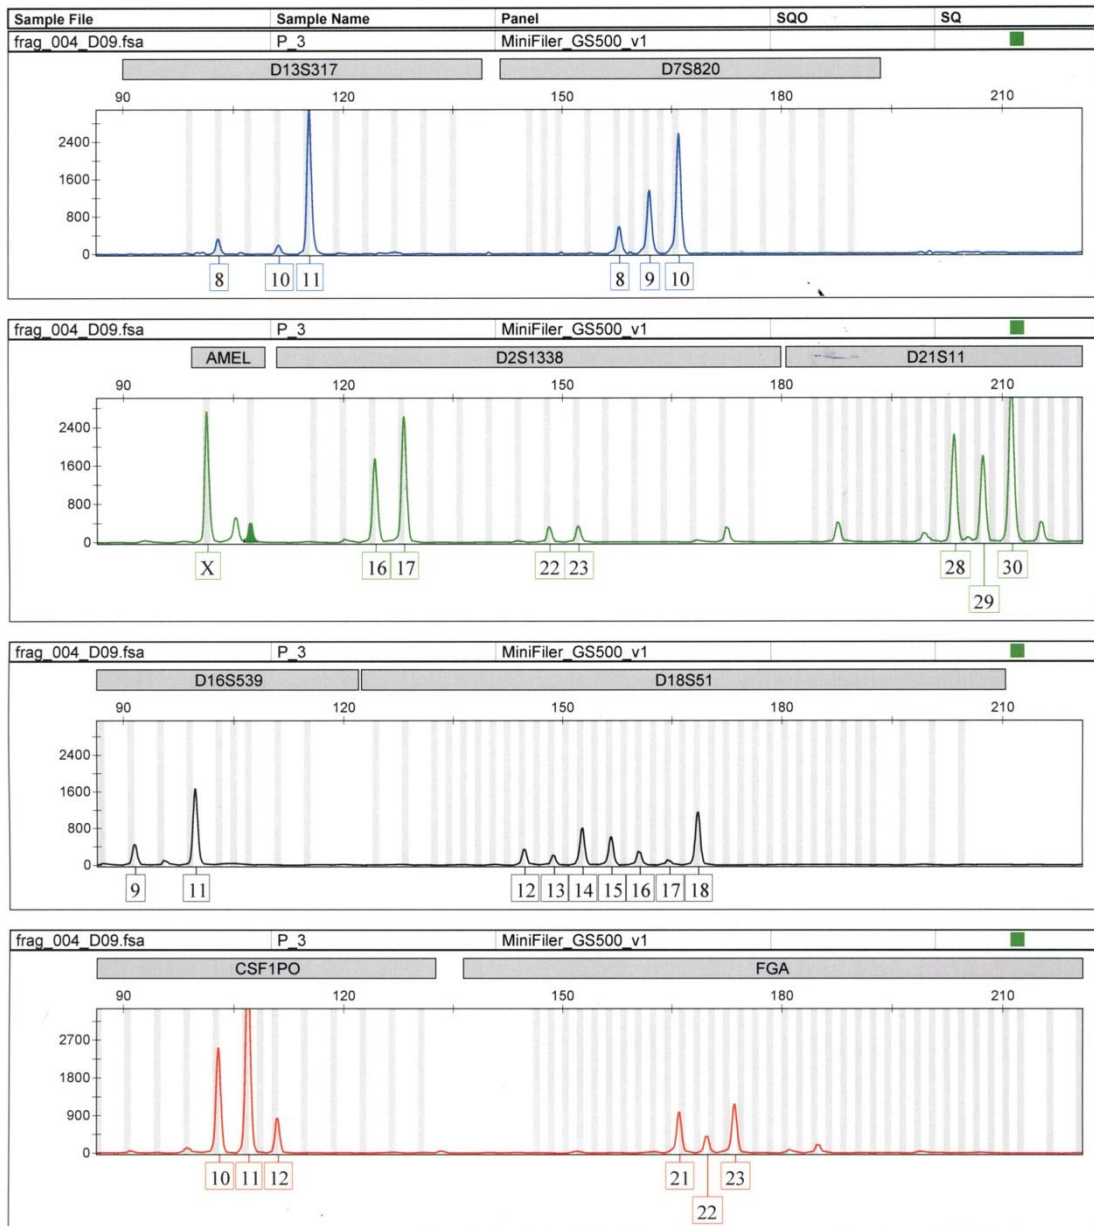 Sample File Sample Name Panel SQO SQ
frag_004_D09.fsa P_3 MiniFiler_GS500_v1
D13S317 D7S820
90 120 150 180 210
2400
1600
800
0
8 10 11 8 9 10
frag_004_D09.fsa P_3 MiniFiler_GS500_v1
AMEL D2S1338 D21S11
90 120 150 180 210
2400
1600
800
0
X 16 17 22 23 28 30
29
frag_004_D09.fsa P_3 MiniFiler_GS500_v1
D16S539 D18S51
90 120 150 180 210
2400
1600
800
0
9 11 12 13 14 15 16 17 18
frag_004_D09.fsa P_3 MiniFiler_GS500_v1
CSF1PO FGA
90 120 150 180 210
2700
1800
900
0
10 11 12 21 23
22